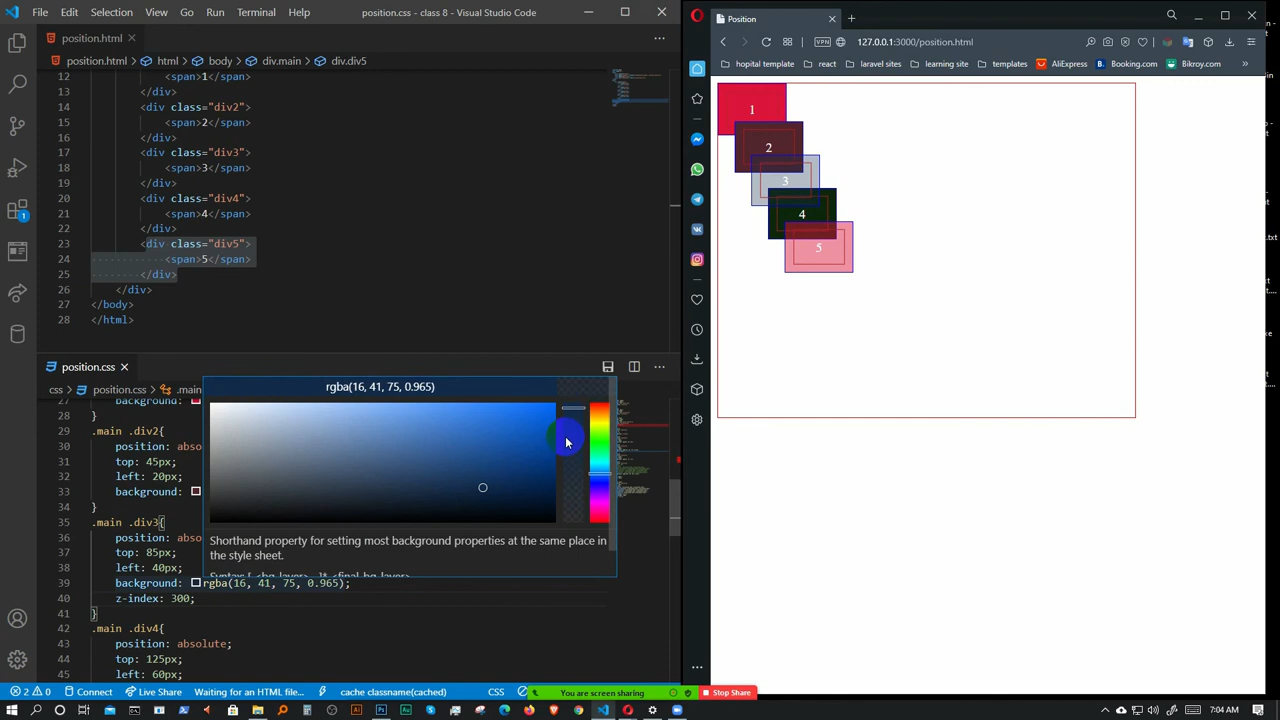 File Edit Selection View Go Run Terminal Help position.css - class 8 - Visual Studio Code
position.html
position.html > html > body > div.main > div.div5
12 <span>1</span>
13 </div>
14 <div class="div2">
15 <span>2</span>
16 </div>
17 <div class="div3">
18 <span>3</span>
19 </div>
20 <div class="div4">
21 <span>4</span>
22 </div>
23 <div class="div5">
24 <span>5</span>
25 </div>
26 </div>
27 </body>
28 </html>
1
position.css
css > position.css > .main
rgba(16, 41, 75, 0.965)
28 }
29 .main .div2{
30 position: abso
31 top: 45px;
32 left: 20px;
33 background:
34 }
35 .main .div3{
36 position: abso
37 top: 85px;
38 left: 40px;
Shorthand property for setting most background properties at the same place in
the style sheet.
39 background: rgba(16, 41, 75, 0.965);
40 z-index: 300;
41 }
42 .main .div4{
43 position: absolute;
44 top: 125px;
45 left: 60px;
2 0 Connect Live Share Waiting for an HTML file... cache classname(cached) CSS
You are screen sharing Stop Share
Position
VPN 127.0.0.1:3000/position.html
hopital template react laravel sites learning site templates AliExpress Booking.com Bikroy.com »
1
2
3
4
5
7:04 AM